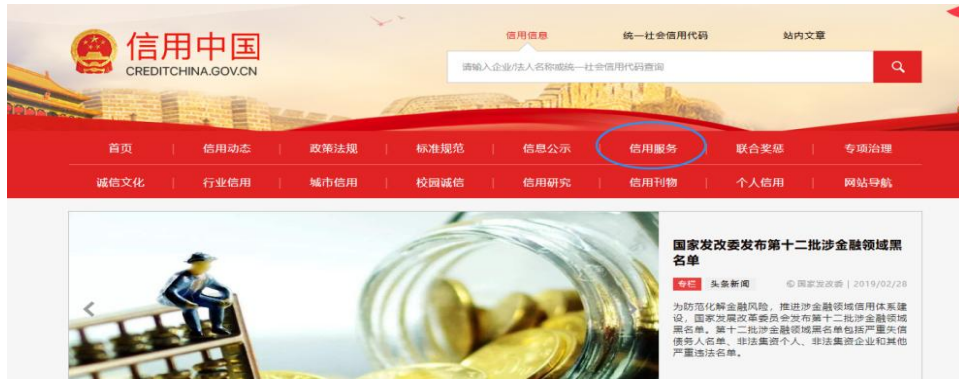 信用中国
CREDITCHINA.GOV.CN
信用信息 统一社会信用代码 站内文章
请输入企业/法人名称或统一社会信用代码查询
首页 | 信用动态 | 政策法规 | 标准规范 | 信息公示 | 信用服务 | 联合奖惩 | 专项治理
诚信文化 | 行业信用 | 城市信用 | 校园诚信 | 信用研究 | 信用刊物 | 个人信用 | 网站导航
国家发改委发布第十二批涉金融领域黑
名单
专栏 头条新闻 © 国家发改委 | 2019/02/28
为防范化解金融风险，推进涉金融领域信用体系建
设，国家发展改革委员会发布第十二批涉金融领域
黑名单。第十二批涉金融领域黑名单包括严重失信
债务人名单、非法集资个人、非法集资企业和其他
严重违法名单。